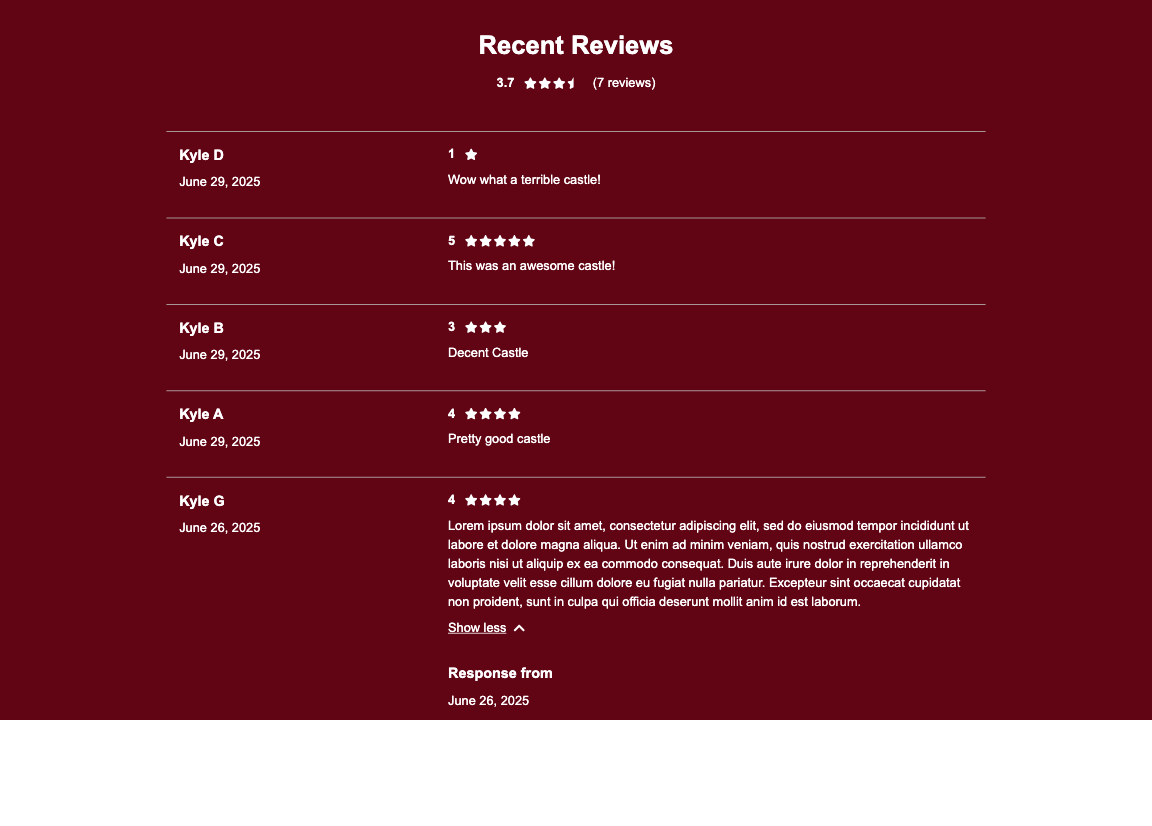 Recent Reviews
3.7 (7 reviews)
Kyle D
June 29, 2025
1
Wow what a terrible castle!
Kyle C
June 29, 2025
5
This was an awesome castle!
Kyle B
June 29, 2025
3
Decent Castle
Kyle A
June 29, 2025
4
Pretty good castle
Kyle G
June 26, 2025
4
Lorem ipsum dolor sit amet, consectetur adipiscing elit, sed do eiusmod tempor incididunt ut
labore et dolore magna aliqua. Ut enim ad minim veniam, quis nostrud exercitation ullamco
laboris nisi ut aliquip ex ea commodo consequat. Duis aute irure dolor in reprehenderit in
voluptate velit esse cillum dolore eu fugiat nulla pariatur. Excepteur sint occaecat cupidatat
non proident, sunt in culpa qui officia deserunt mollit anim id est laborum.
Show less
Response from
June 26, 2025